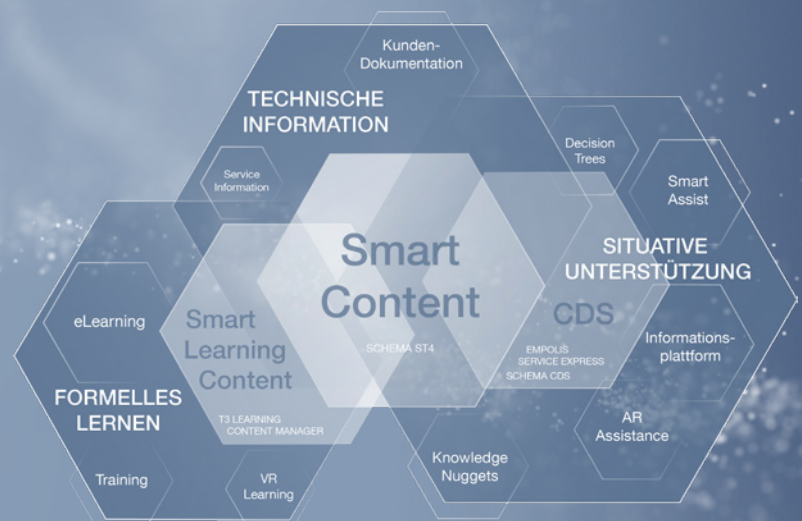 Kunden-
Dokumentation
TECHNISCHE
INFORMATION
Decision
Trees
Service
Information
Smart
Assist
Smart
Content
SITUATIVE
UNTERSTÜTZUNG
eLearning
Smart
Learning
Content
CDS
SCHEMA ST4
EMPOLIS
SERVICE EXPRESS
SCHEMA CDS
Informations-
plattform
FORMELLES
LERNEN
T3 LEARNING
CONTENT MANAGER
AR
Assistance
Training
VR
Learning
Knowledge
Nuggets